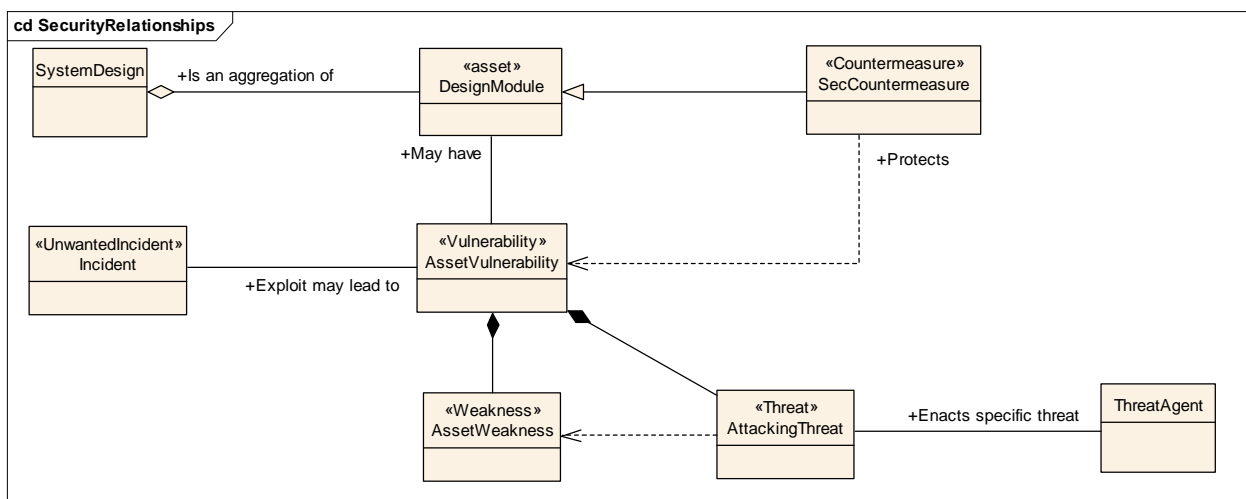 cd SecurityRelationships
SystemDesign
+Is an aggregation of
«asset»
DesignModule
«Countermeasure»
SecCountermeasure
+May have
+Protects
«UnwantedIncident»
Incident
+Exploit may lead to
«Vulnerability»
AssetVulnerability
«Weakness»
AssetWeakness
«Threat»
AttackingThreat
+Enacts specific threat
ThreatAgent